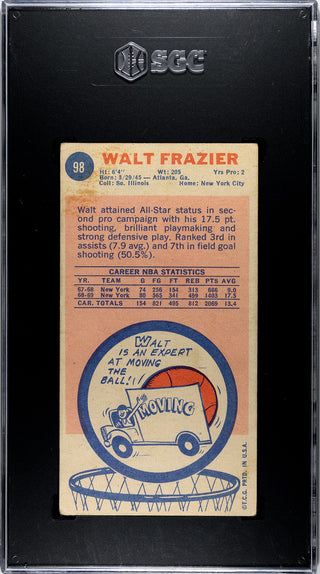 SGC
98
WALT FRAZIER
Ht: 6'4" Wt: 205 Yrs Pro: 2
Born: 3/29/45 — Atlanta, Ga.
Coll: So. Illinois Home: New York City
Walt attained All-Star status in sec-
ond pro campaign with his 17.5 pt.
shooting, brilliant playmaking and
strong defensive play. Ranked 3rd in
assists (7.9 avg.) and 7th in field goal
shooting (50.5%).
CAREER NBA STATISTICS
YR. TEAM G FG FT REB PTS AVG
67-68 New York 74 256 154 313 666 9.0
68-69 New York 80 565 341 499 1403 17.5
CAR. TOTALS 154 821 495 812 2069 13.4
WALT
IS AN EXPERT
AT MOVING
THE
BALL!
MOVING
©T.C.G. PRTD. IN U.S.A.